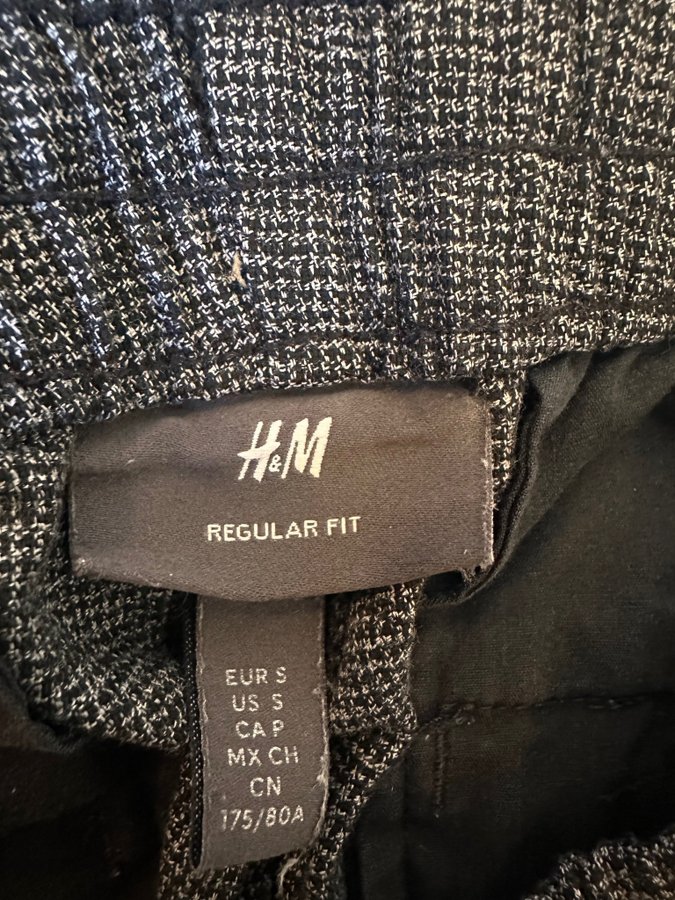 H&M
REGULAR FIT
EUR S
US S
CA P
MX CH
CN
175/80A